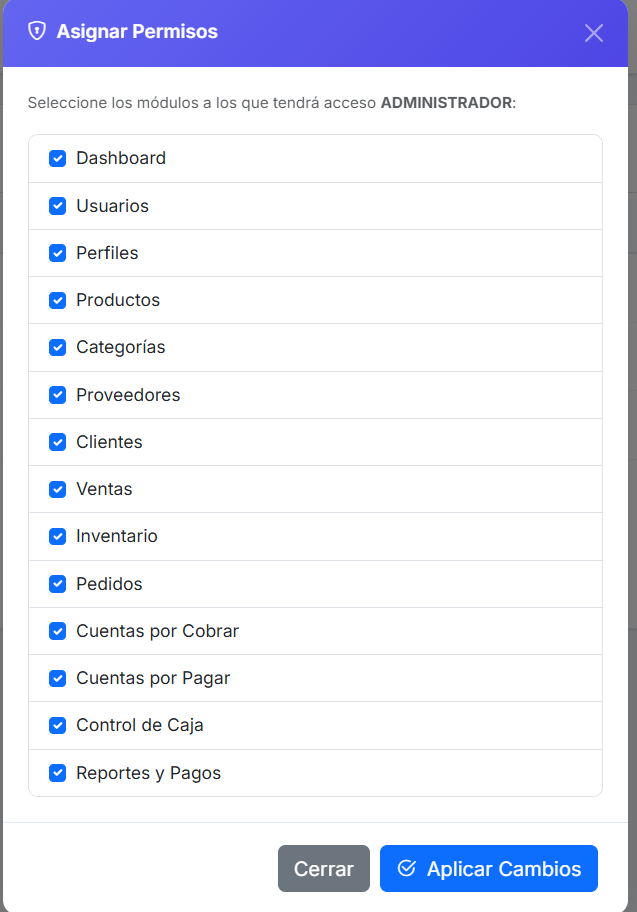 Asignar Permisos
Seleccione los módulos a los que tendrá acceso ADMINISTRADOR:
Dashboard
Usuarios
Perfiles
Productos
Categorías
Proveedores
Clientes
Ventas
Inventario
Pedidos
Cuentas por Cobrar
Cuentas por Pagar
Control de Caja
Reportes y Pagos
Cerrar
Aplicar Cambios